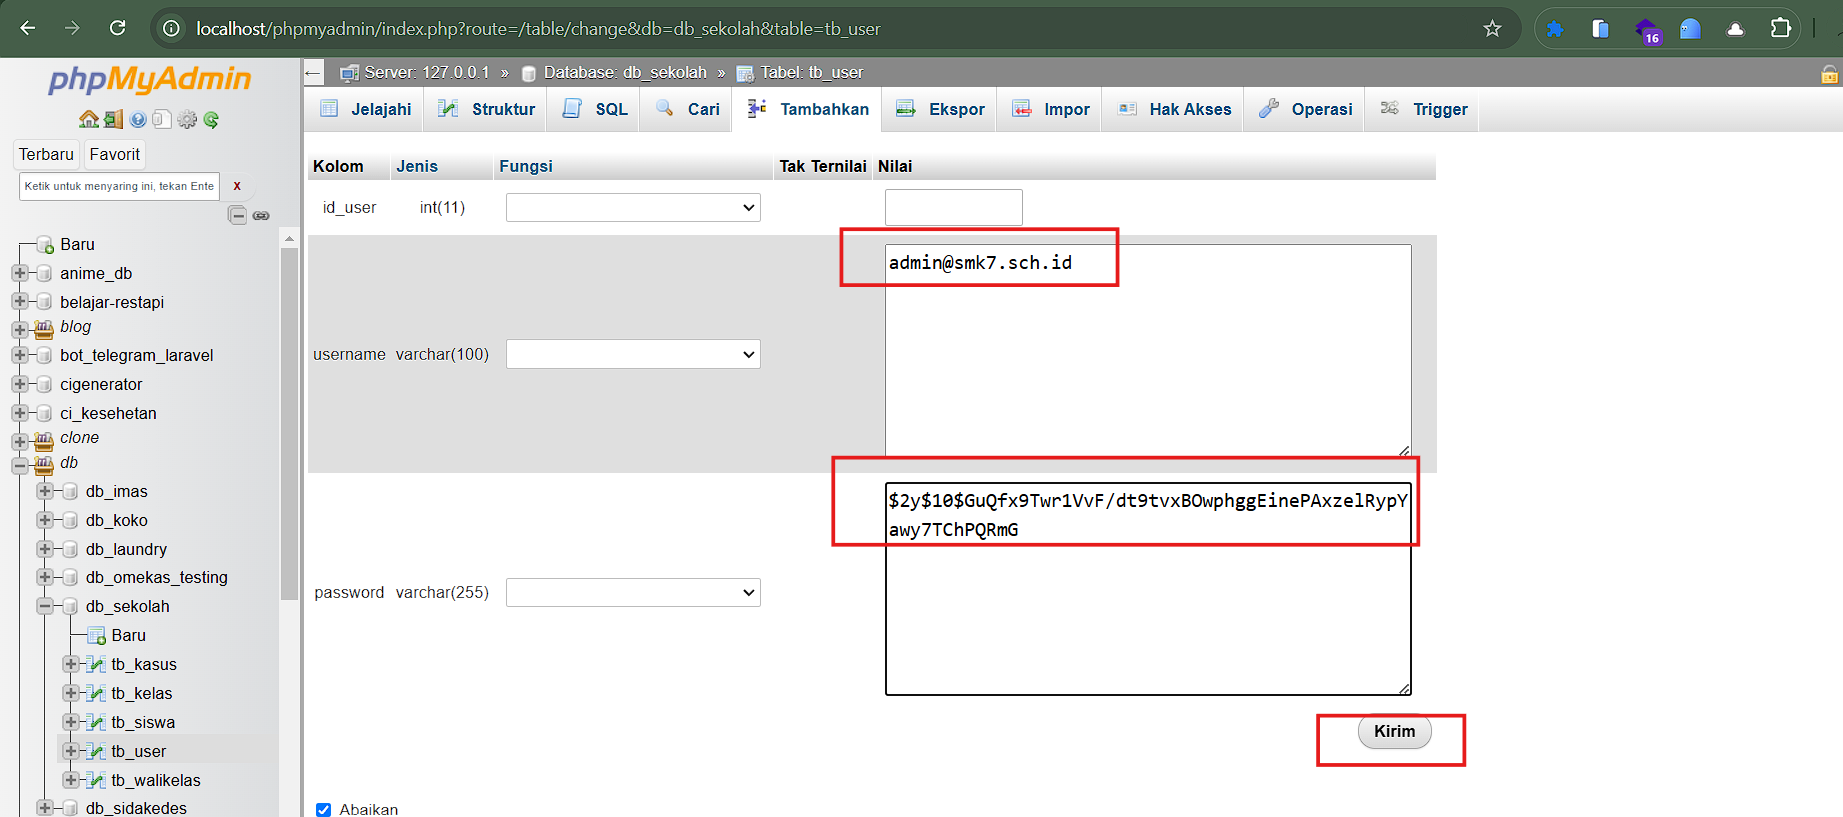 localhost/phpmyadmin/index.php?route=/table/change&db=db_sekolah&table=tb_user
16
phpMyAdmin
Terbaru Favorit
Ketik untuk menyaring ini, tekan Ente X
Baru
anime_db
belajar-restapi
blog
bot_telegram_laravel
cigenerator
ci_kesehetan
clone
db
db_imas
db_koko
db_laundry
db_omekas_testing
db_sekolah
Baru
tb_kasus
tb_kelas
tb_siswa
tb_user
tb_walikelas
db_sidakedes
Server: 127.0.0.1 » Database: db_sekolah » Tabel: tb_user
Jelajahi Struktur SQL Cari Tambahkan Ekspor Impor Hak Akses Operasi Trigger
Kolom Jenis Fungsi Tak Ternilai Nilai
id_user int(11)
username varchar(100) admin@smk7.sch.id
password varchar(255) $2y$10$GuQfx9Twr1VvF/dt9tvxBOwphggEinePAxzelRypY
awy7TChPQRmG
Kirim
Abaikan